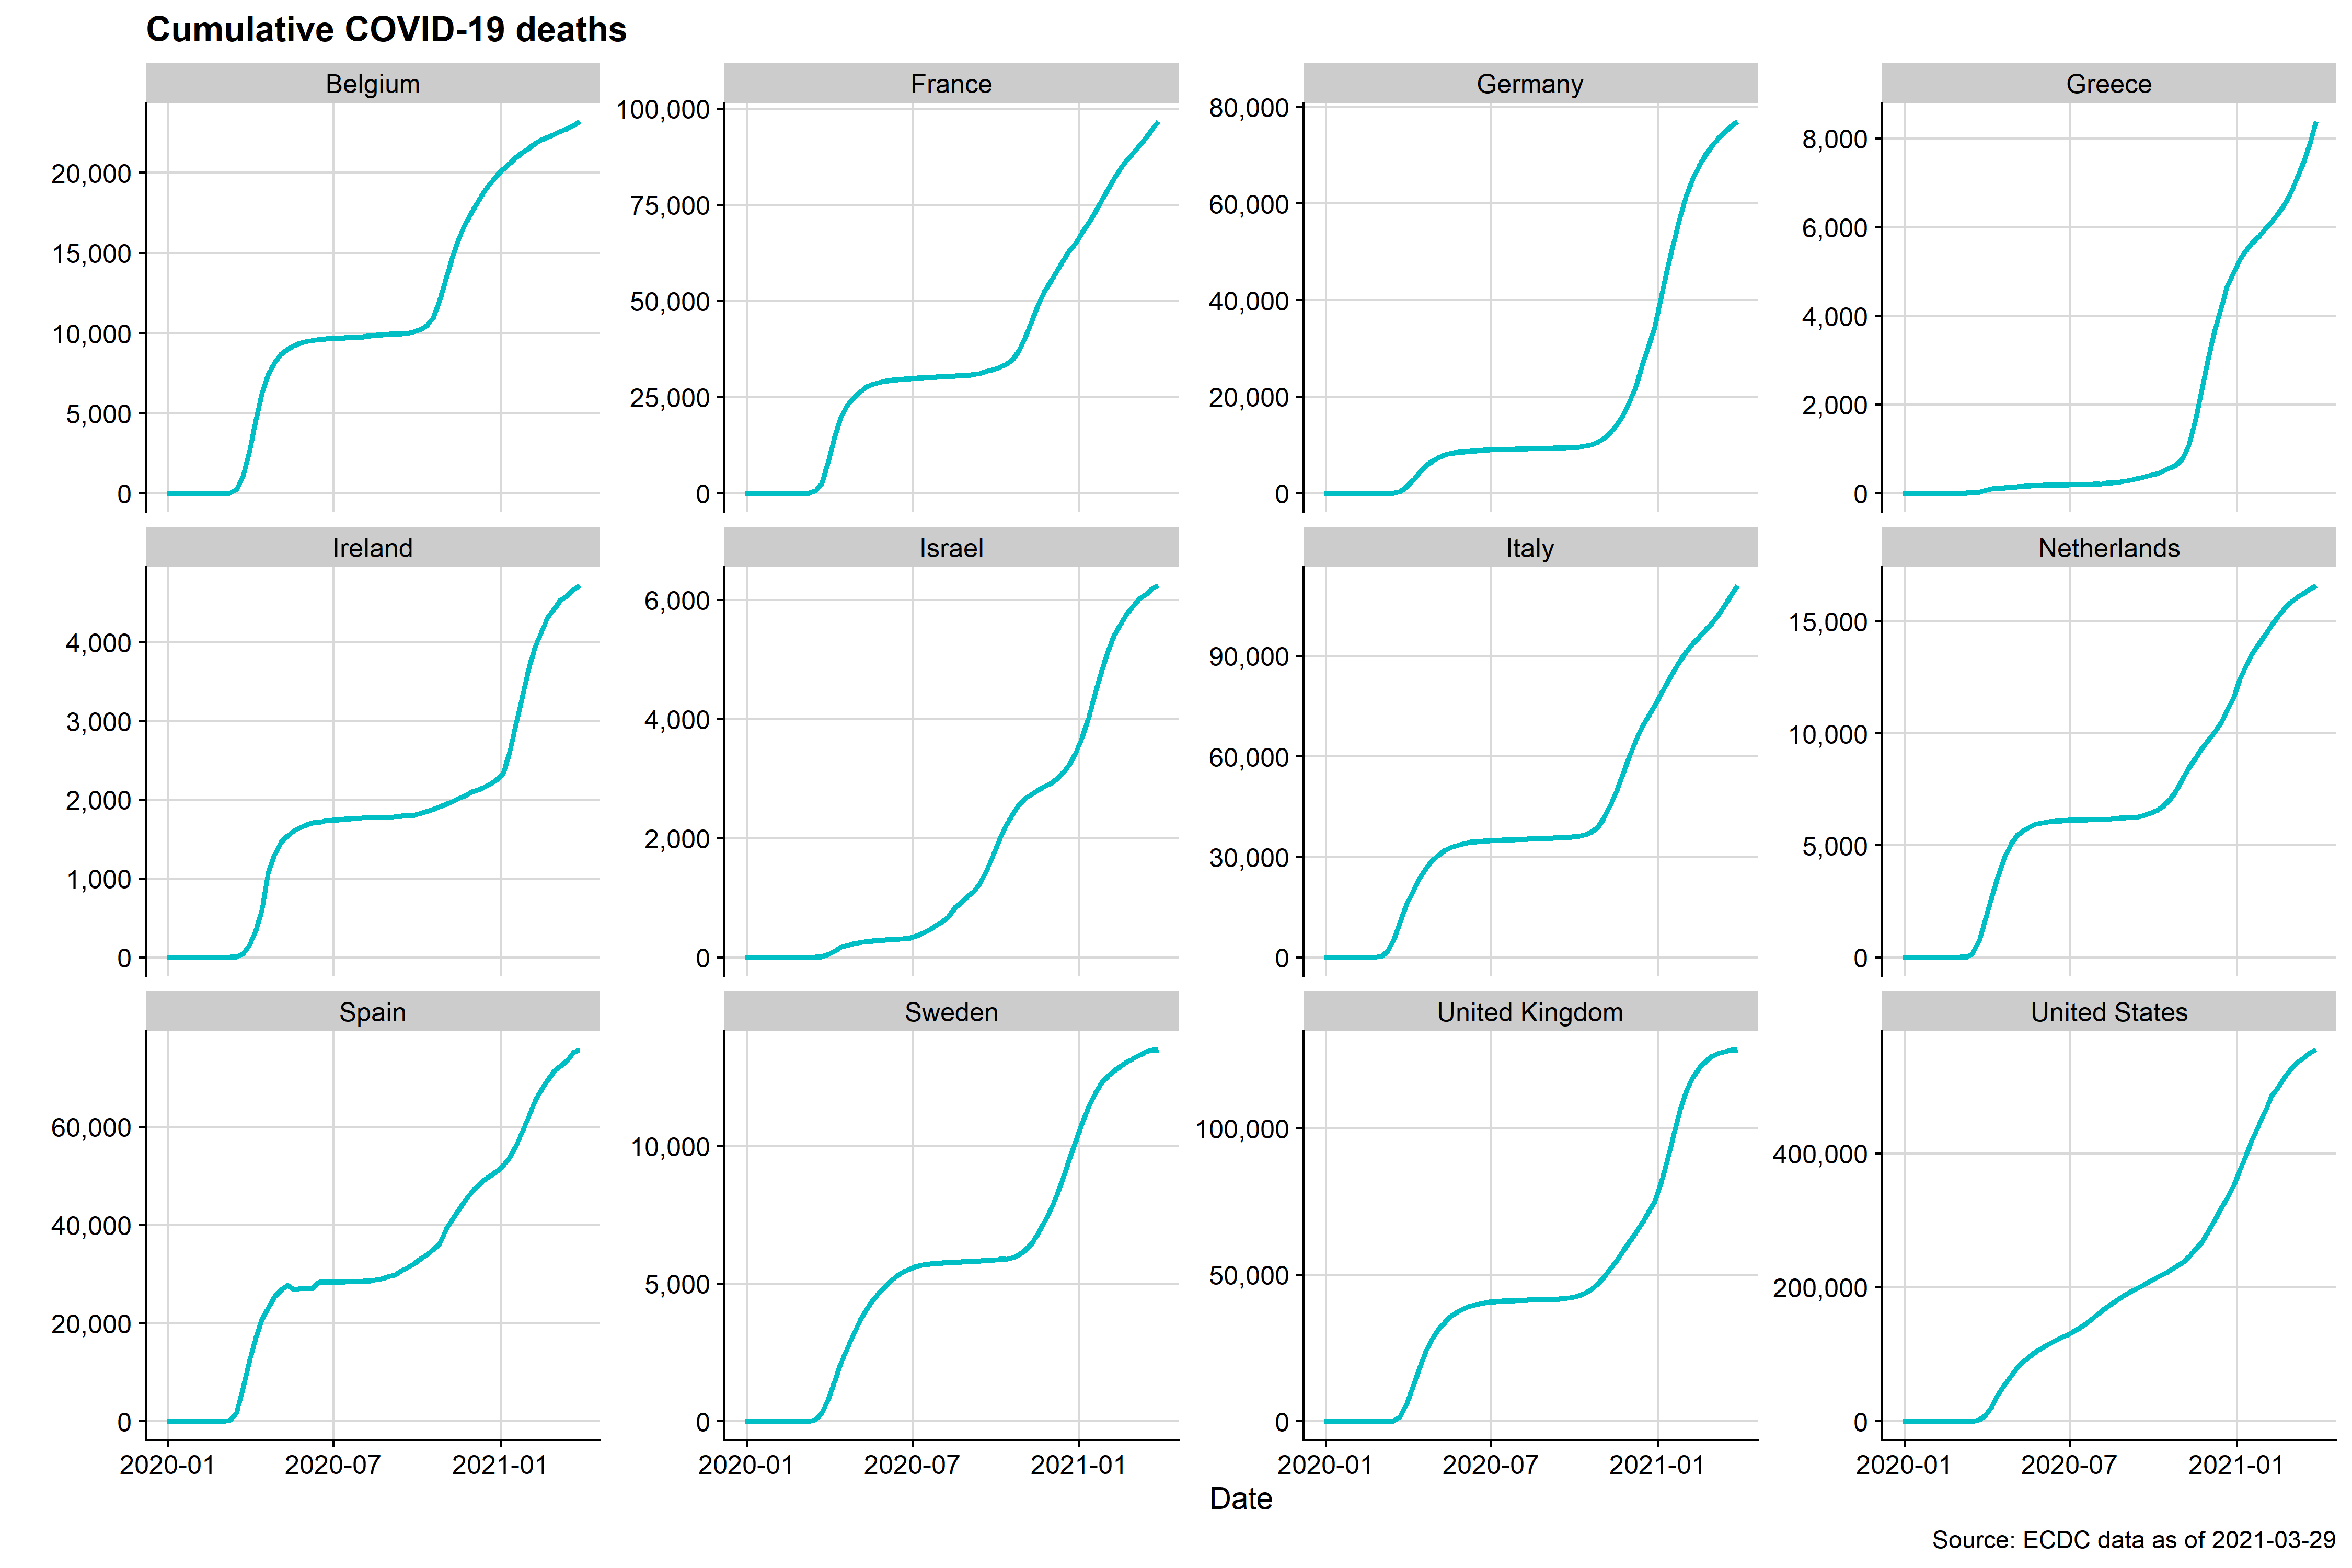 Cumulative COVID-19 deaths
Belgium
France
Germany
Greece
20,000
15,000
10,000
5,000
0
100,000
75,000
50,000
25,000
0
80,000
60,000
40,000
20,000
0
8,000
6,000
4,000
2,000
0
Ireland
Israel
Italy
Netherlands
4,000
3,000
2,000
1,000
0
6,000
4,000
2,000
0
90,000
60,000
30,000
0
15,000
10,000
5,000
0
Spain
Sweden
United Kingdom
United States
60,000
40,000
20,000
0
10,000
5,000
0
100,000
50,000
0
400,000
200,000
0
2020-01 2020-07 2021-01
2020-01 2020-07 2021-01
2020-01 2020-07 2021-01
2020-01 2020-07 2021-01
Date
Source: ECDC data as of 2021-03-29